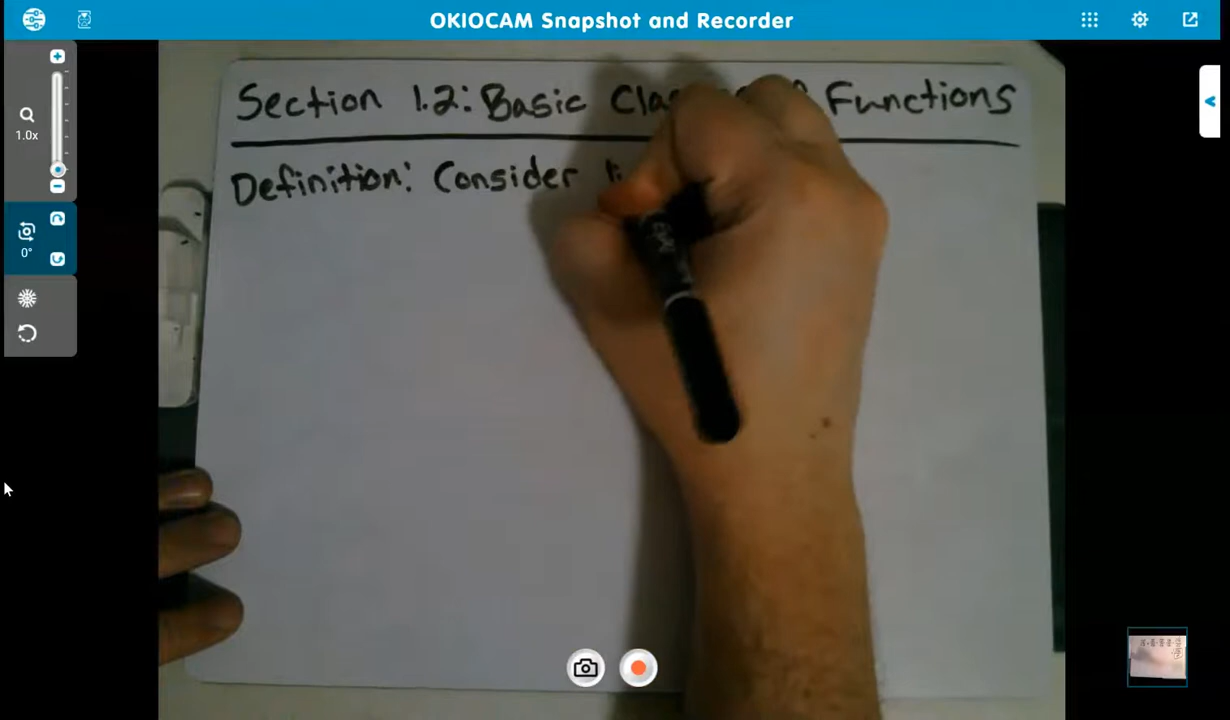 OKIOCAM Snapshot and Recorder
1.0x
0°
Section 1.2: Basic Functions
Definition: Consider